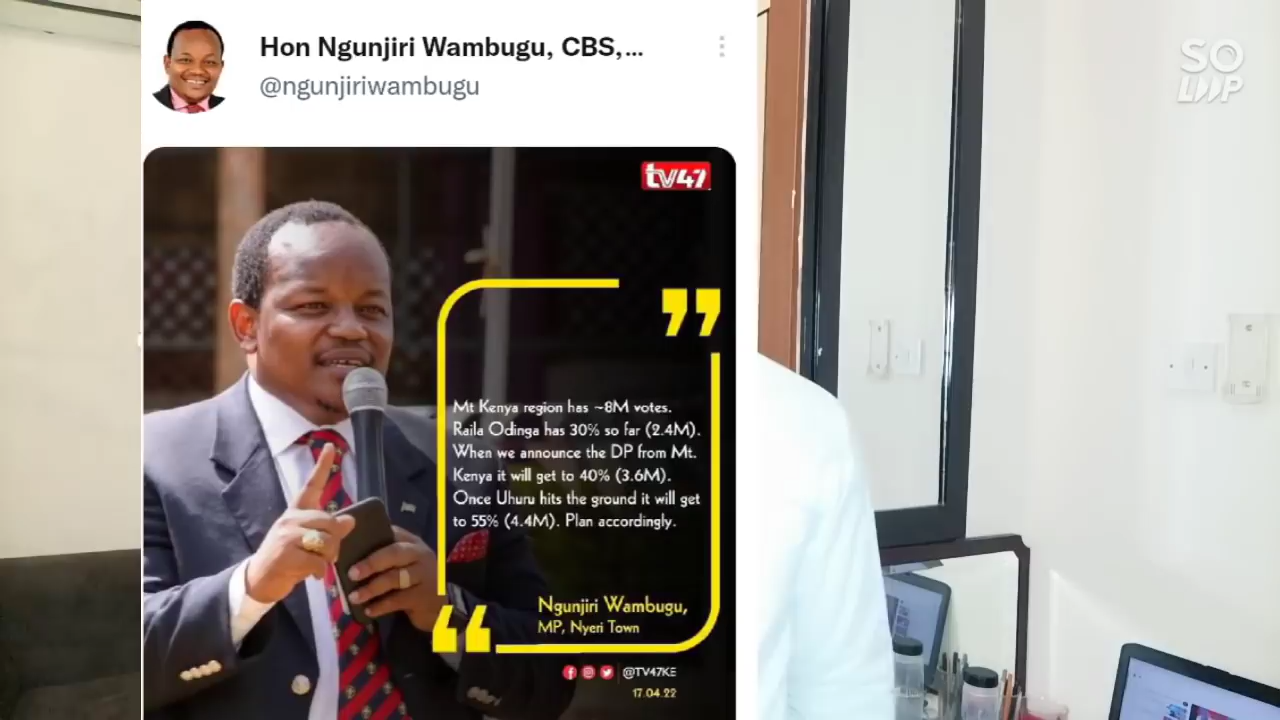 Hon Ngunjiri Wambugu, CBS,...
@ngunjiriwambugu
SO
LIIP
tv47
Mt Kenya region has ~8M votes.
Raila Odinga has 30% so far (2.4M).
When we announce the DP from Mt.
Kenya it will get to 40% (3.6M).
Once Uhuru hits the ground it will get
to 55% (4.4M). Plan accordingly.
Ngunjiri Wambugu,
MP, Nyeri Town
@TV47KE
17.04.22